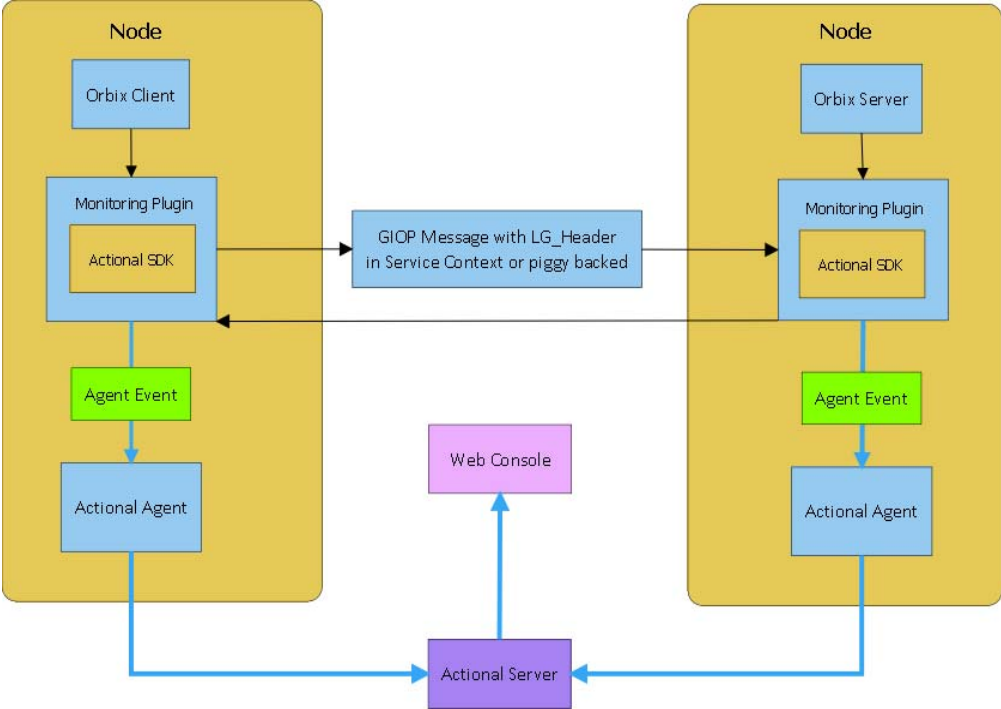 Node
Node
Orbix Client
Orbix Server
Monitoring Plugin
Actional SDK
GIOP Message with LG_Header
in Service Context or piggy backed
Monitoring Plugin
Actional SDK
Agent Event
Agent Event
Web Console
Actional Agent
Actional Agent
Actional Server